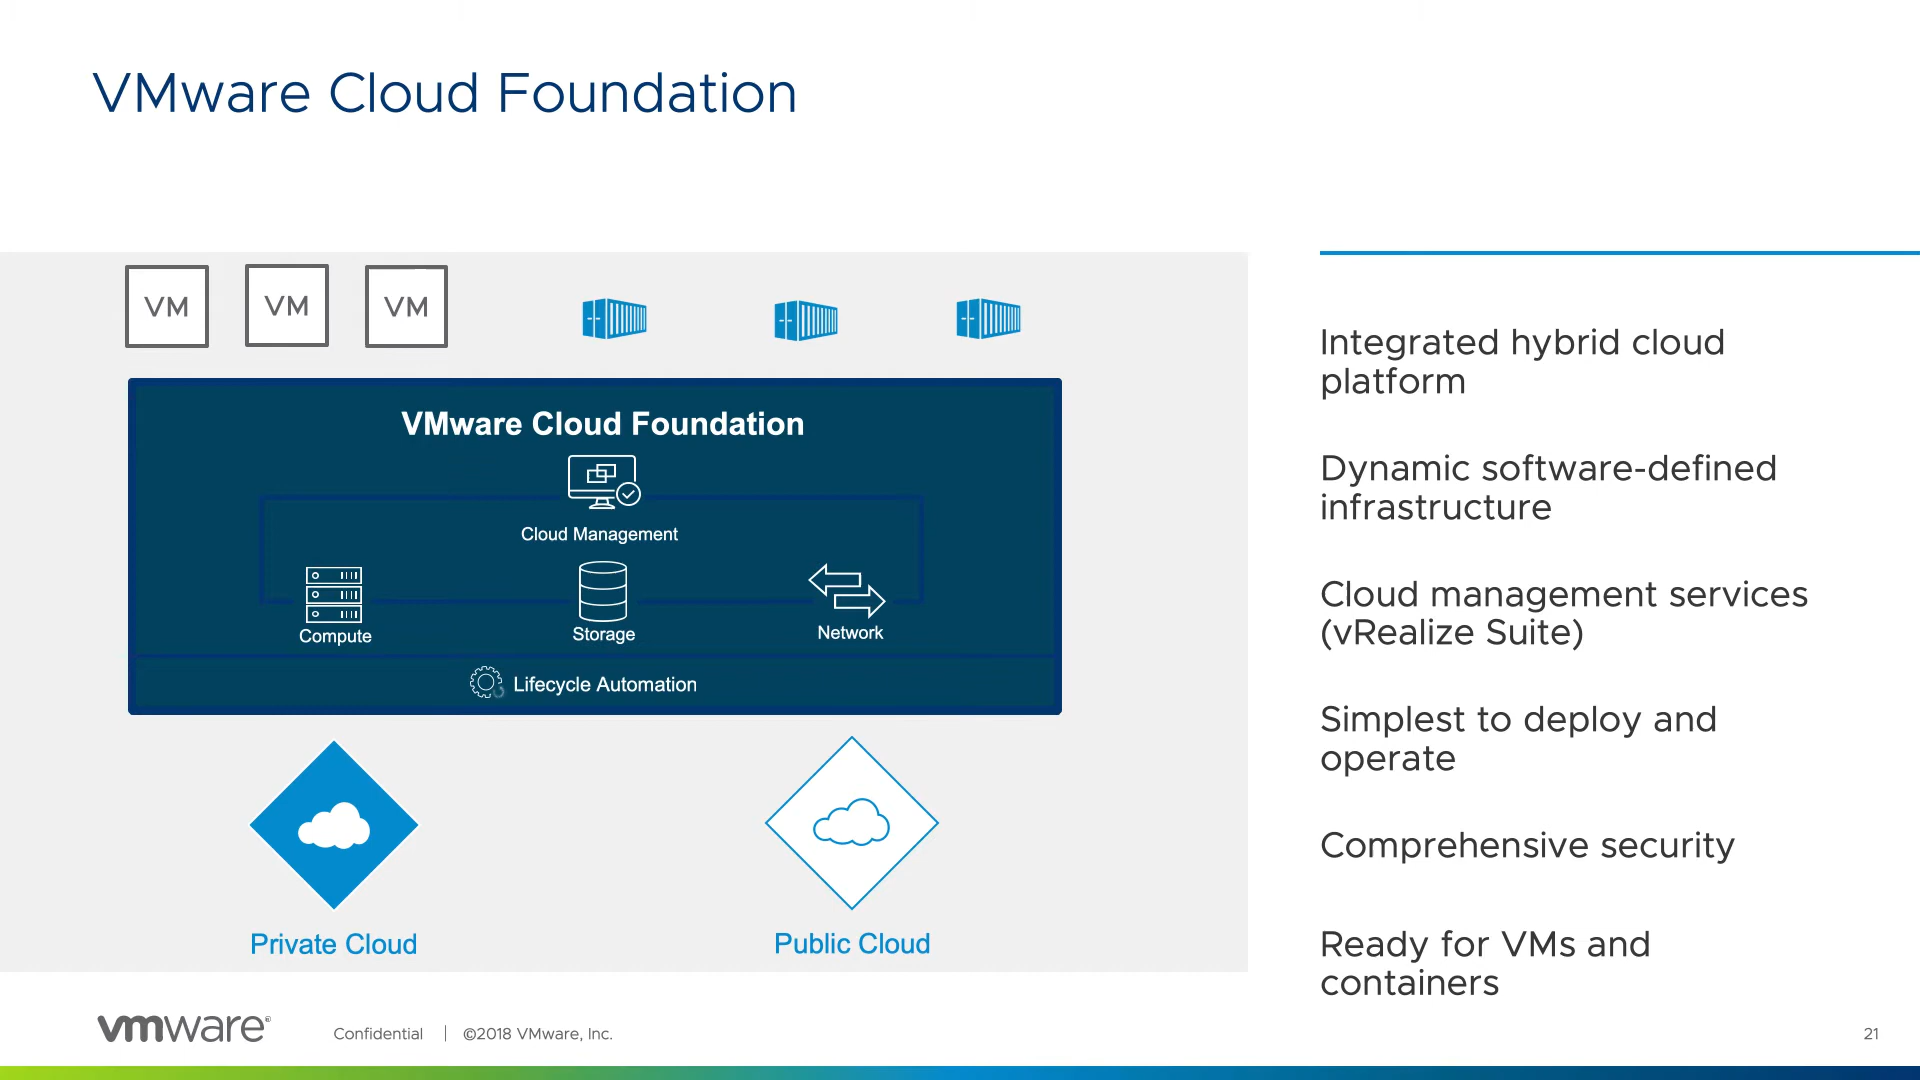 VMware Cloud Foundation
VM
VM
VM
VMware Cloud Foundation
Cloud Management
Compute
Storage
Network
Lifecycle Automation
Private Cloud
Public Cloud
Integrated hybrid cloud
platform
Dynamic software-defined
infrastructure
Cloud management services
(vRealize Suite)
Simplest to deploy and
operate
Comprehensive security
Ready for VMs and
containers
vmware®
Confidential | ©2018 VMware, Inc.
21